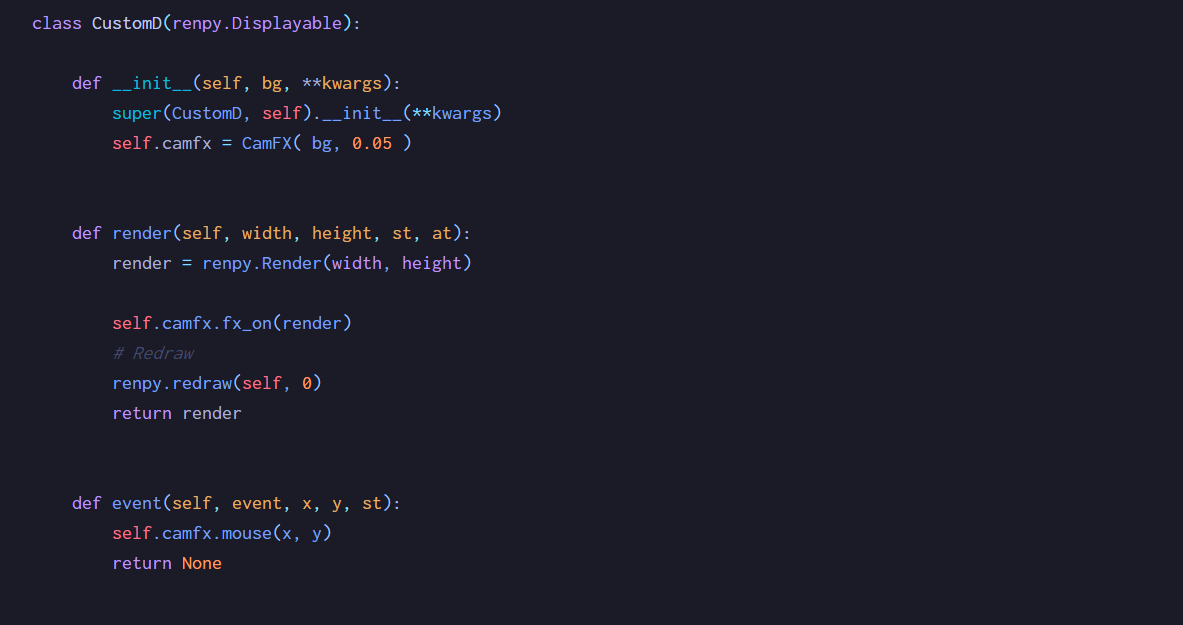 class CustomD(renpy.Displayable):
def __init__(self, bg, **kwargs):
super(CustomD, self).__init__(**kwargs)
self.camfx = CamFX( bg, 0.05 )
def render(self, width, height, st, at):
render = renpy.Render(width, height)
self.camfx.fx_on(render)
# Redraw
renpy.redraw(self, 0)
return render
def event(self, event, x, y, st):
self.camfx.mouse(x, y)
return None